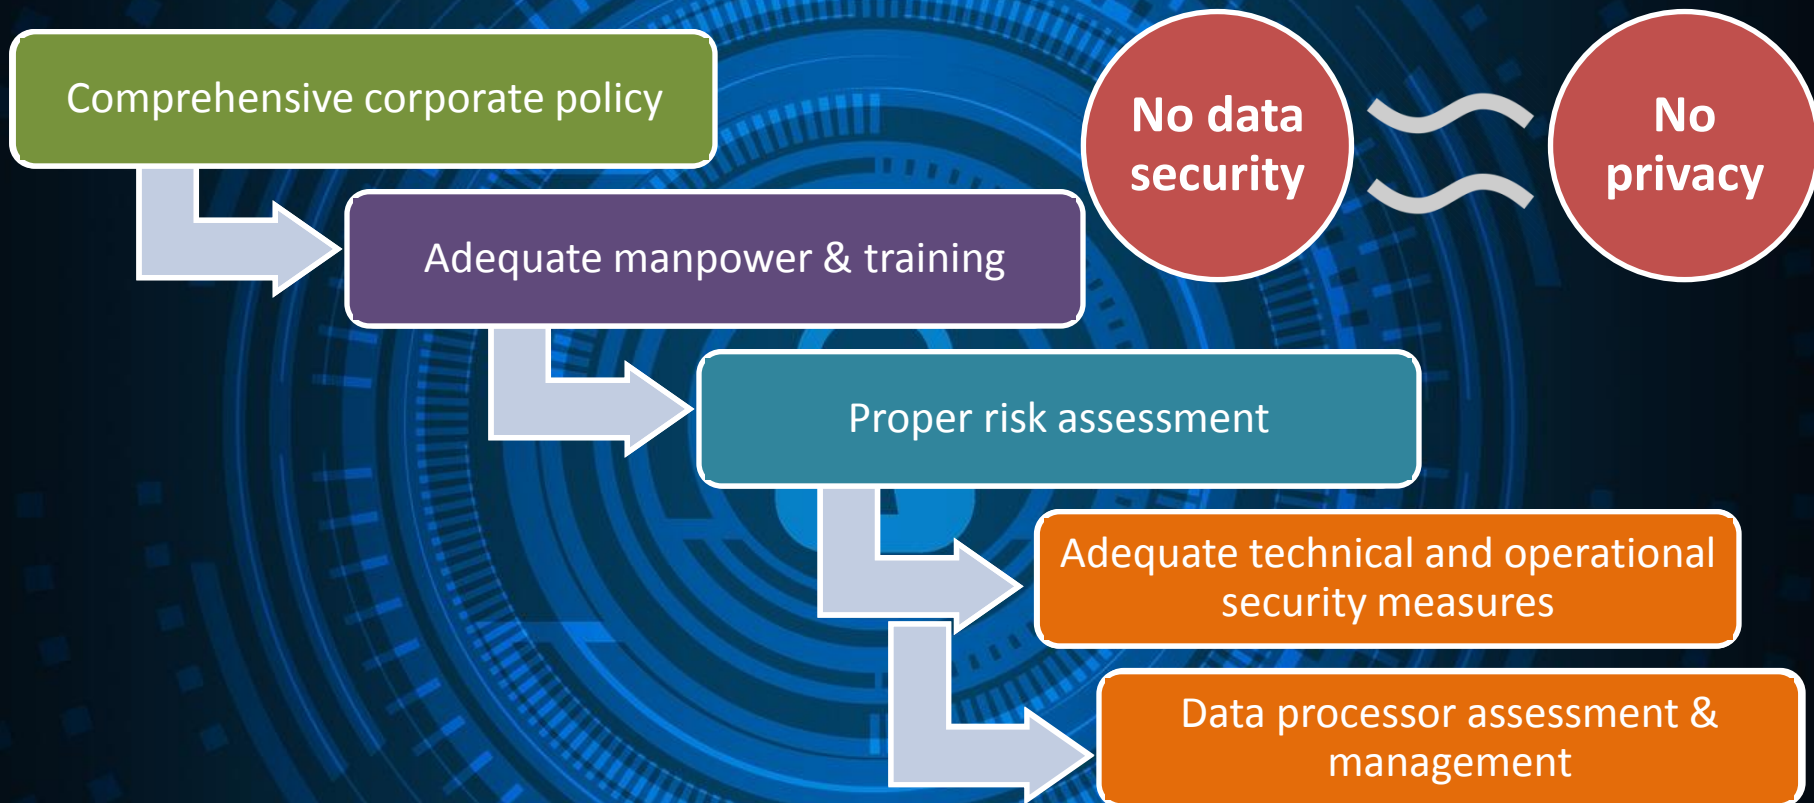 Comprehensive corporate policy
No data
security
No
privacy
Adequate manpower & training
Proper risk assessment
Adequate technical and operational
security measures
Data processor assessment &
management